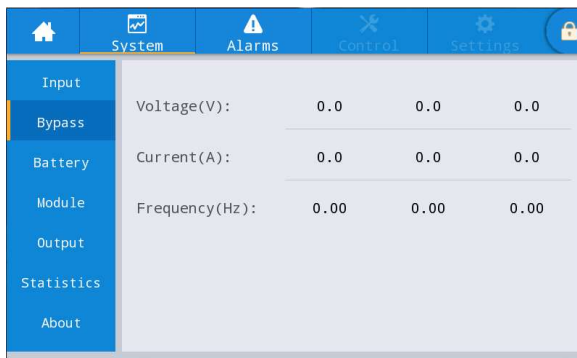 System Alarms Control Settings
Input
Bypass
Battery
Module
Output
Statistics
About
Voltage(V): 0.0 0.0 0.0
Current(A): 0.0 0.0 0.0
Frequency(Hz): 0.00 0.00 0.00